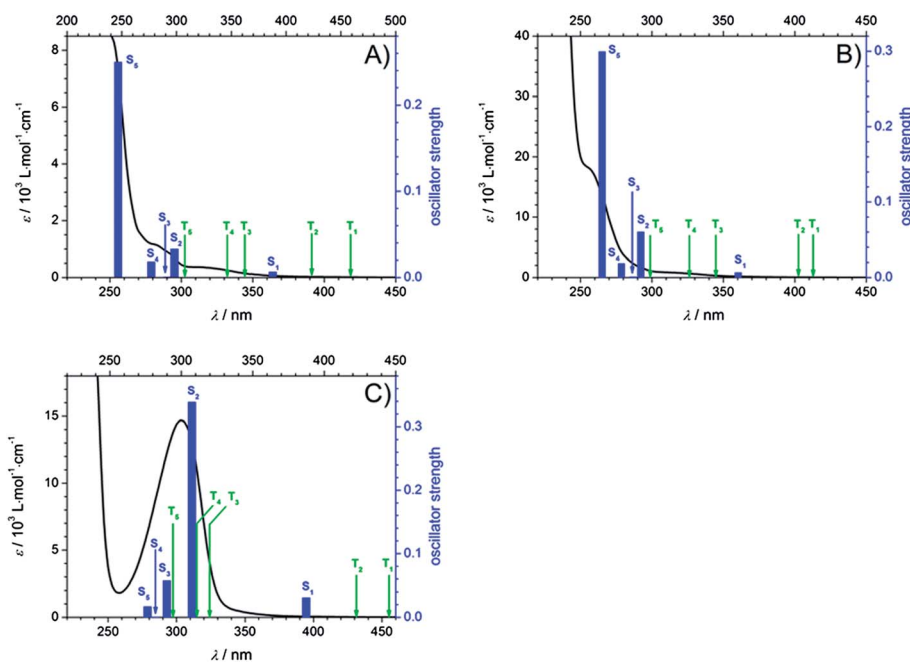 200 250 300 350 400 450 500
A)
8
6
4
2
0
ε / 10³ L·mol⁻¹·cm⁻¹
S₅
S₄
S₃
S₂
T₅
T₄
T₃
S₁
T₂
T₁
0.2
0.1
0.0
oscillator strength
250 300 350 400 450
λ / nm
200 250 300 350 400 450
B)
40
30
20
10
0
ε / 10³ L·mol⁻¹·cm⁻¹
S₅
S₄
S₃
S₂
T₅
T₄
T₃
S₁
T₂
T₁
0.3
0.2
0.1
0.0
oscillator strength
250 300 350 400 450
λ / nm
250 300 350 400 450
C)
15
10
5
0
ε / 10³ L·mol⁻¹·cm⁻¹
S₅
S₄
S₃
T₅
S₂
T₄
T₃
S₁
T₂
T₁
0.3
0.2
0.1
0.0
oscillator strength
250 300 350 400 450
λ / nm